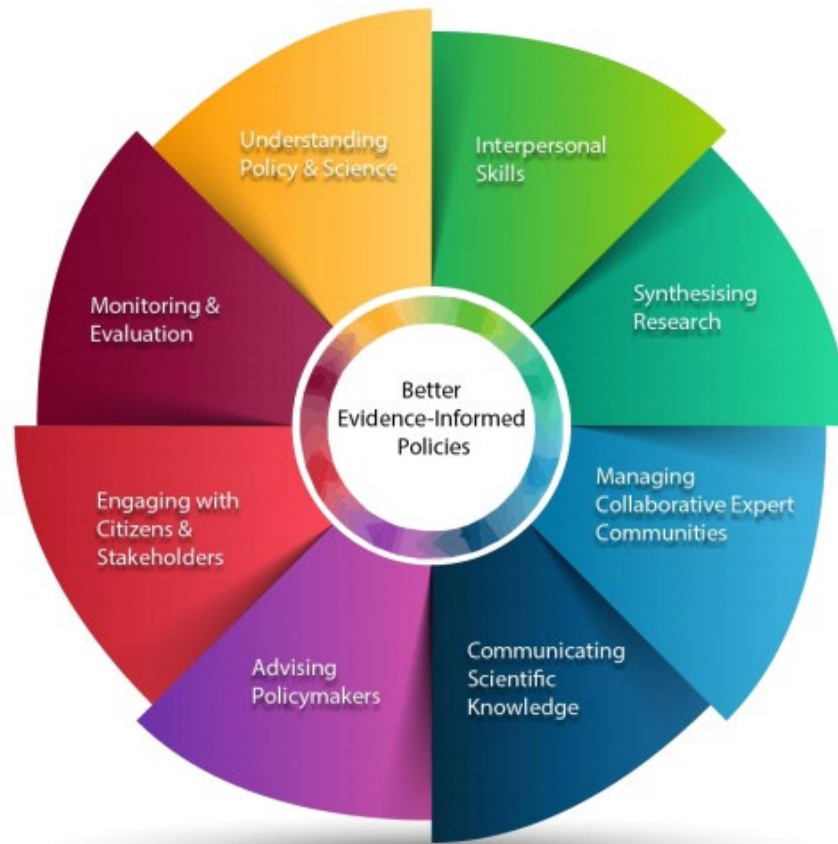 Understanding
Policy & Science
Interpersonal
Skills
Synthesising
Research
Managing
Collaborative Expert
Communities
Communicating
Scientific
Knowledge
Advising
Policymakers
Engaging with
Citizens &
Stakeholders
Monitoring &
Evaluation
Better
Evidence-Informed
Policies